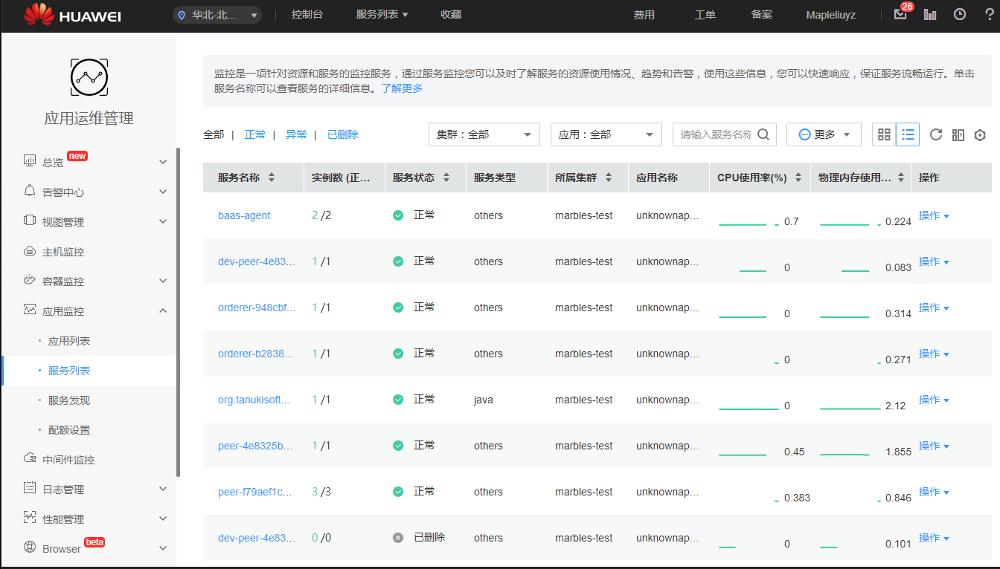 HUAWEI 华北-北... 控制台 服务列表 收藏 费用 工单 备案 Mapleliuyz 26 ?
应用运维管理
总览 new
告警中心
视图管理
主机监控
容器监控
应用监控
应用列表
服务列表
服务发现
配额设置
中间件监控
日志管理
性能管理
Browser beta
监控是一项针对资源和服务的监控服务，通过服务监控您可以及时了解服务的资源使用情况、趋势和告警，使用这些信息，您可以快速响应，保证服务流畅运行。单击
服务名称可以查看服务的详细信息。了解更多
全部 | 正常 | 异常 | 已删除 集群：全部 应用：全部 请输入服务名称 更多
服务名称 实例数 (正... 服务状态 服务类型 所属集群 应用名称 CPU使用率(%) 物理内存使用... 操作
baas-agent 2 /2 正常 others marbles-test unknownap... 0.7 0.224 操作
dev-peer-4e83... 1 /1 正常 others marbles-test unknownap... 0 0.083 操作
orderer-948cbf... 1 /1 正常 others marbles-test unknownap... 0 0.314 操作
orderer-b2838... 1 /1 正常 others marbles-test unknownap... 0 0.271 操作
org.tanukisoft... 1 /1 正常 java marbles-test unknownap... 0 2.12 操作
peer-4e8325b... 1 /1 正常 others marbles-test unknownap... 0.45 1.855 操作
peer-f79aef1c... 3 /3 正常 others marbles-test unknownap... 0.383 0.846 操作
dev-peer-4e83... 0 /0 已删除 others marbles-test unknownap... 0 0.101 操作